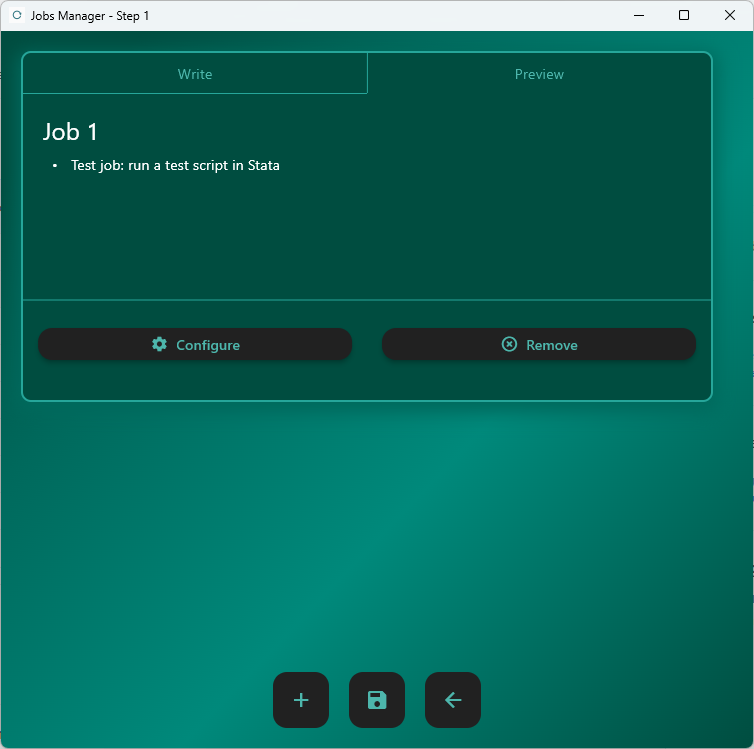 Jobs Manager - Step 1
Write
Preview
Job 1
• Test job: run a test script in Stata
Configure
Remove